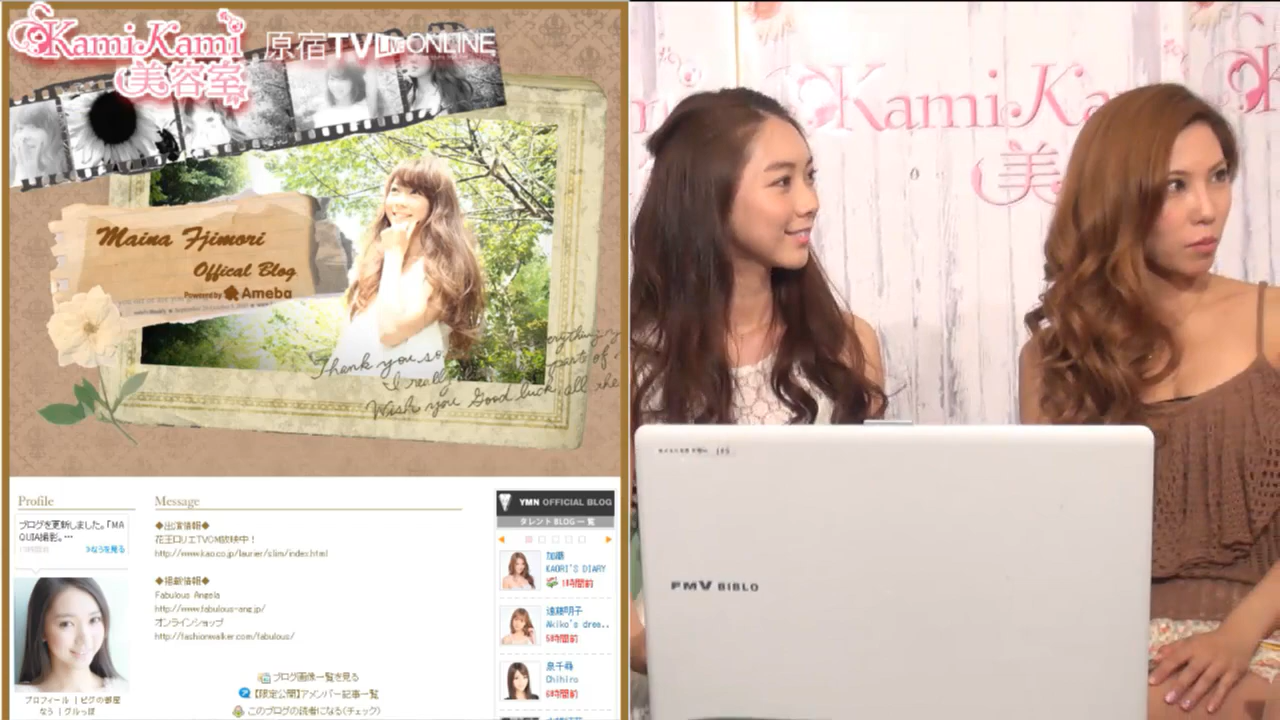 KamiKami
美容室
原宿TV LIVE ONLINE
Maina Fjimori
Offical Blog
Powered by Ameba
Thank you so
everything
I really
part of
Wish you Good luck, all the
Profile
ブログを更新しました。「MA
QUIA撮影。…
»なうを見る
プロフィール｜ピグの部屋
なう｜グルっぽ
Message
◆出演情報◆
花王ロリエTVCM放映中！
http://www.kao.co.jp/laurier/slim/index.html
◆掲載情報◆
Fabulous Angela
http://www.fabulous-ang.jp/
オンラインショップ
http://fashionwalker.com/fabulous/
ブログ画像一覧を見る
【限定公開】アメンバー記事一覧
このブログの読者になる(チェック)
YMN OFFICIAL BLOG
タレントBLOG一覧
KAORI'S DIARY
1時間前
遠藤明子
Akiko's drea..
5時間前
泉千尋
Chihiro
6時間前
KamiKa
美
FMV BIBLO